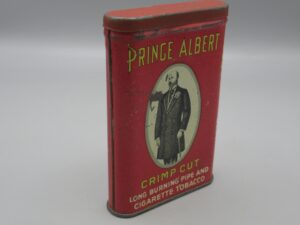 PRINCE ALBERT
CRIMP CUT
LONG BURNING PIPE AND
CIGARETTE TOBACCO